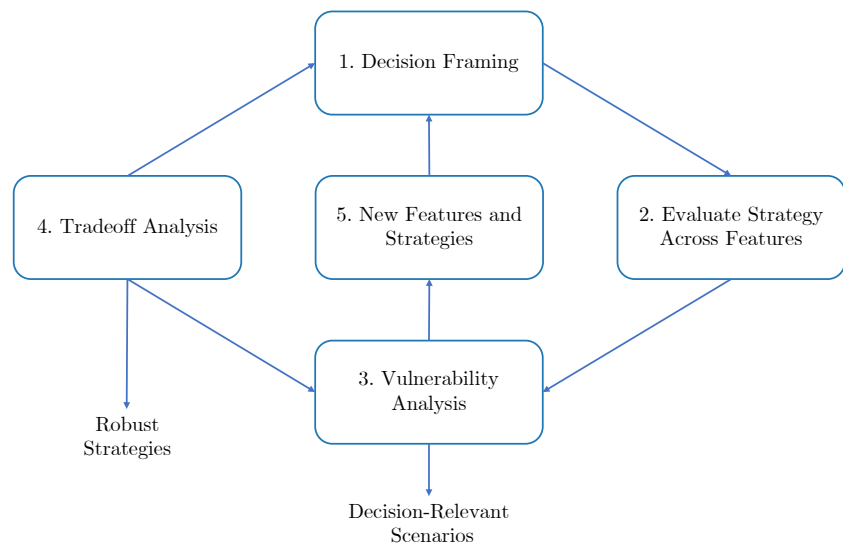 1. Decision Framing
4. Tradeoff Analysis
5. New Features and
Strategies
2. Evaluate Strategy
Across Features
3. Vulnerability
Analysis
Robust
Strategies
Decision-Relevant
Scenarios